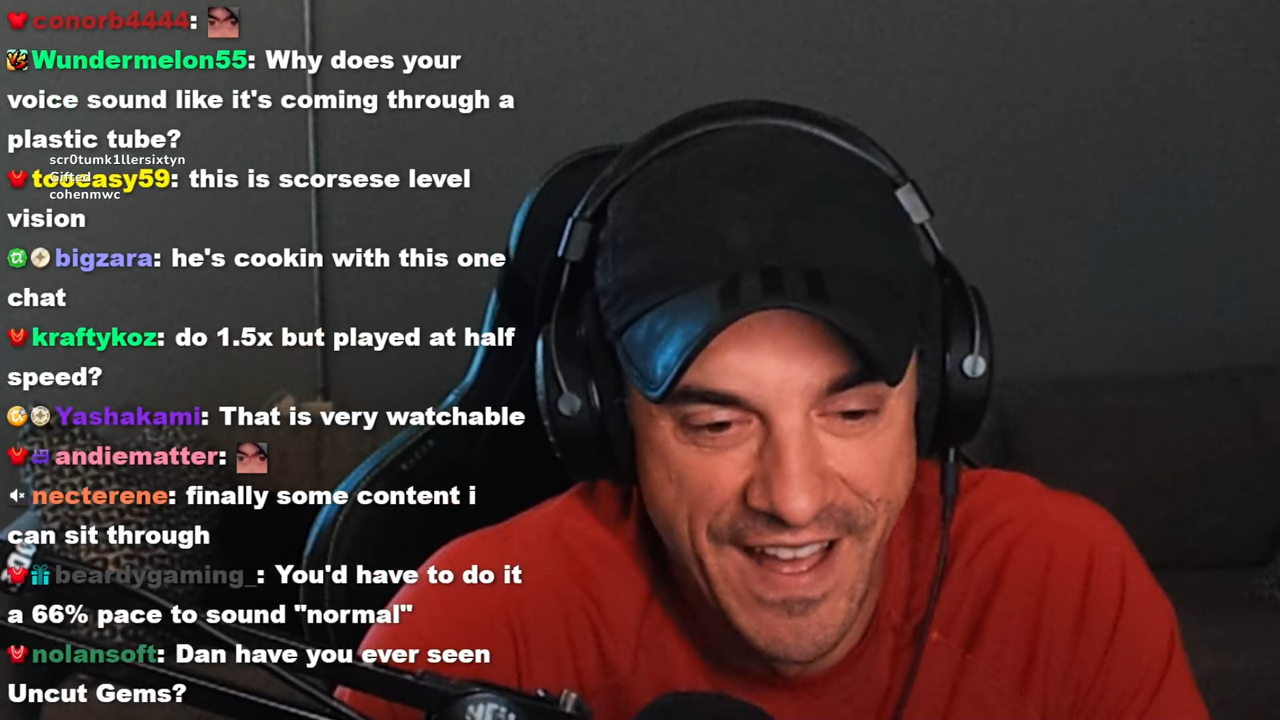 conorb4444:
Wundermelon55: Why does your
voice sound like it's coming through a
plastic tube?
scr0tumk1llersixtyn
tooeasy59: this is scorsese level
Gifted
cohenmwc
vision
bigzara: he's cookin with this one
chat
kraftykoz: do 1.5x but played at half
speed?
Yashakami: That is very watchable
andiematter:
necterene: finally some content i
can sit through
beardygaming_: You'd have to do it
a 66% pace to sound "normal"
nolansoft: Dan have you ever seen
Uncut Gems?